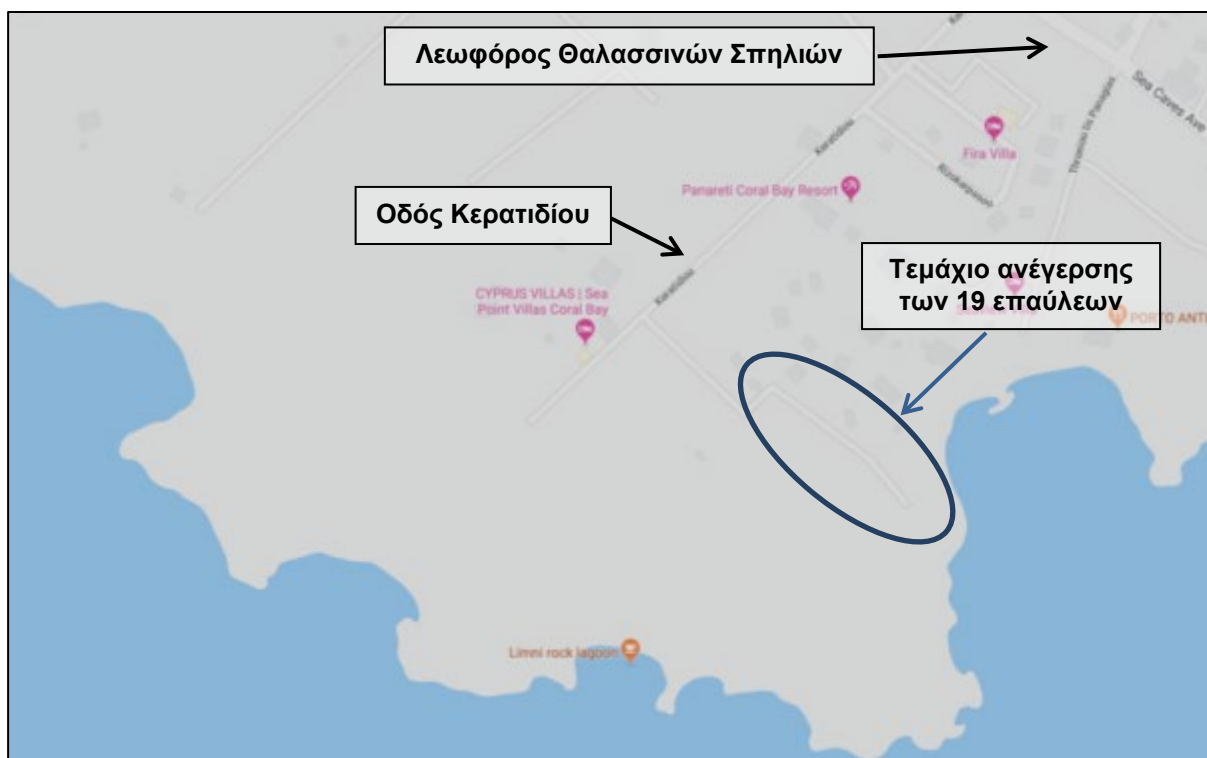 Λεωφόρος Θαλασσινών Σπηλιών
Sea Caves Ave
Keratidiou
Fira Villa
Panareti Coral Bay Resort
Οδός Κερατιδίου
Τεμάχιο ανέγερσης
των 19 επαύλεων
Keratidiou
CYPRUS VILLAS | Sea
Point Villas Coral Bay
PORTO ANTI
Limni rock lagoon